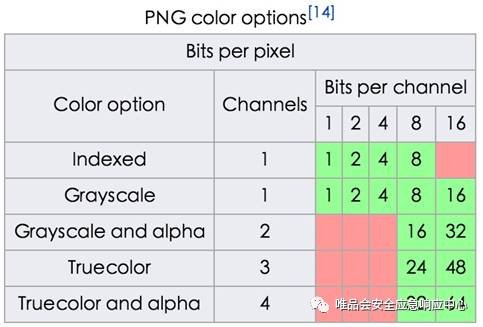 PNG color options[14]
Bits per pixel
Color option Channels Bits per channel
1 2 4 8 16
Indexed 1 1 2 4 8
Grayscale 1 1 2 4 8 16
Grayscale and alpha 2 16 32
Truecolor 3 24 48
Truecolor and alpha 4
唯品会安全应急响应中心